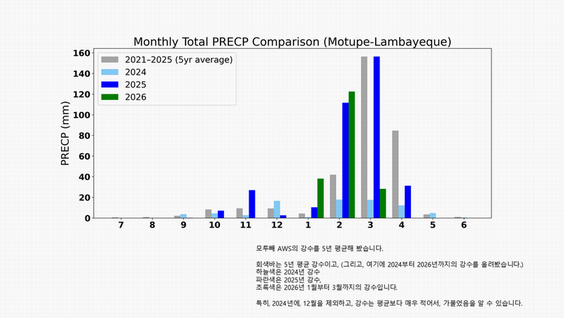 Monthly Total PRECP Comparison (Motupe-Lambayeque)
PRECP (mm)
160
140
120
100
80
60
40
20
0
2021–2025 (5yr average)
2024
2025
2026
7 8 9 10 11 12 1 2 3 4 5 6
모투빼 AWS의 강수를 5년 평균해 봤습니다.
회색바는 5년 평균 강수이고, (그리고, 여기에 2024부터 2026년까지의 강수를 올려봤습니다.)
하늘색은 2024년 강수
파란색은 2025년 강수,
초록색은 2026년 1월부터 3월까지의 강수입니다.
특히, 2024년에, 12월을 제외하고, 강수는 평균보다 매우 적어서, 가물었음을 알 수 있습니다.